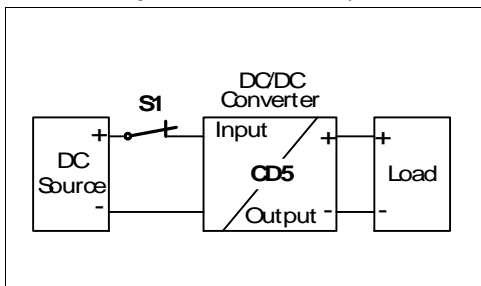 DC/DC
Converter
S1
Input
+
+
+
DC
Source
CD5
Load
-
Output
-
-